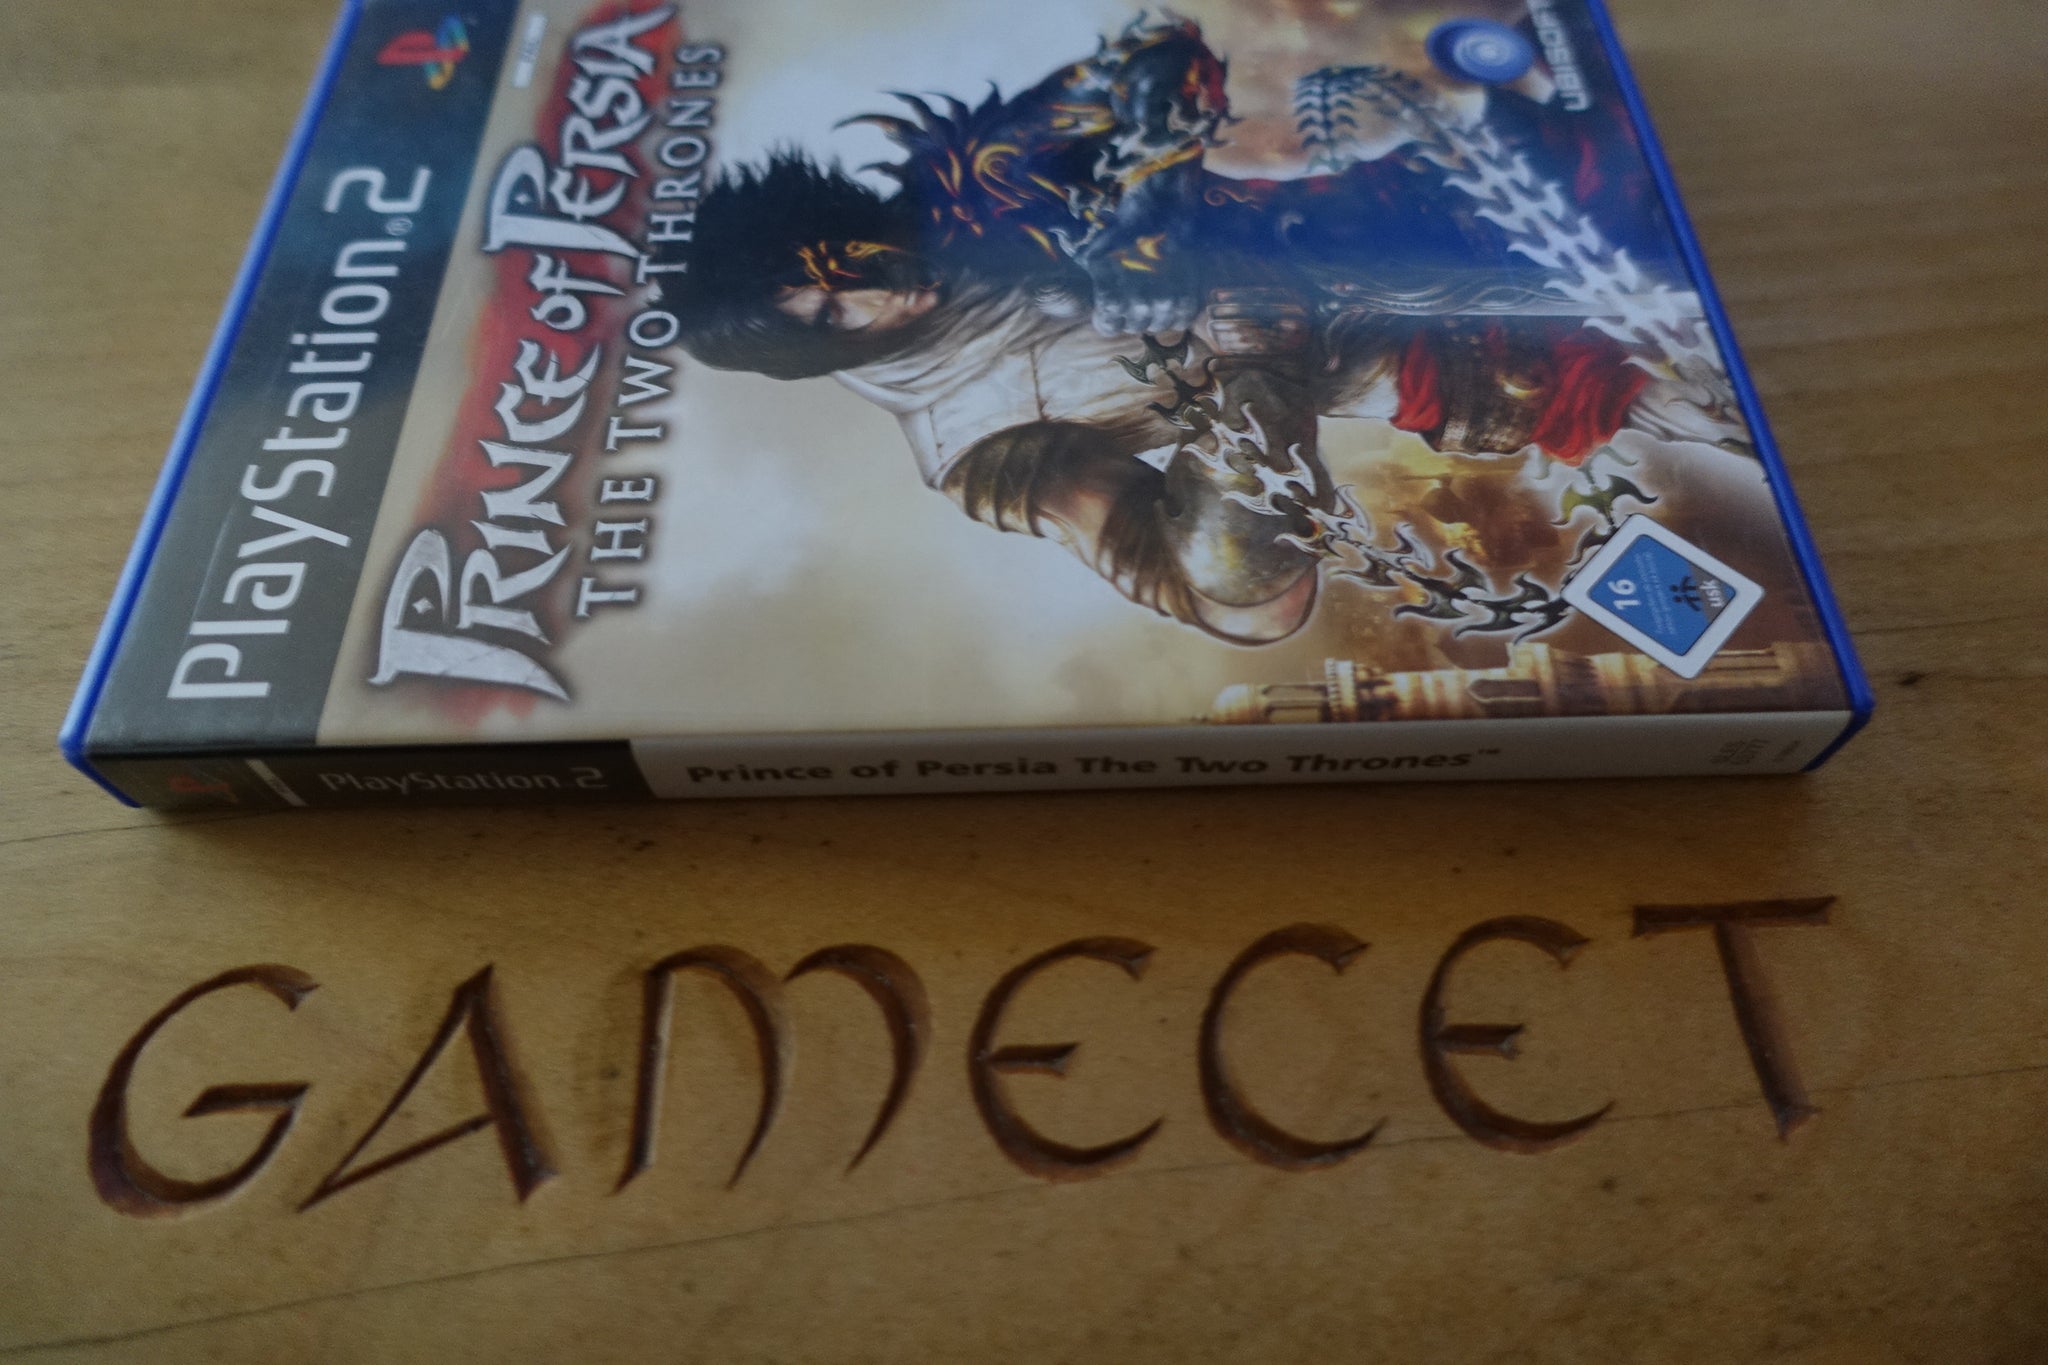 PlayStation®2
PRINCE OF PERSIA
THE TWO THRONES
UBISOFT
16
usk
PlayStation 2
Prince of Persia The Two Thrones™
GAMECET